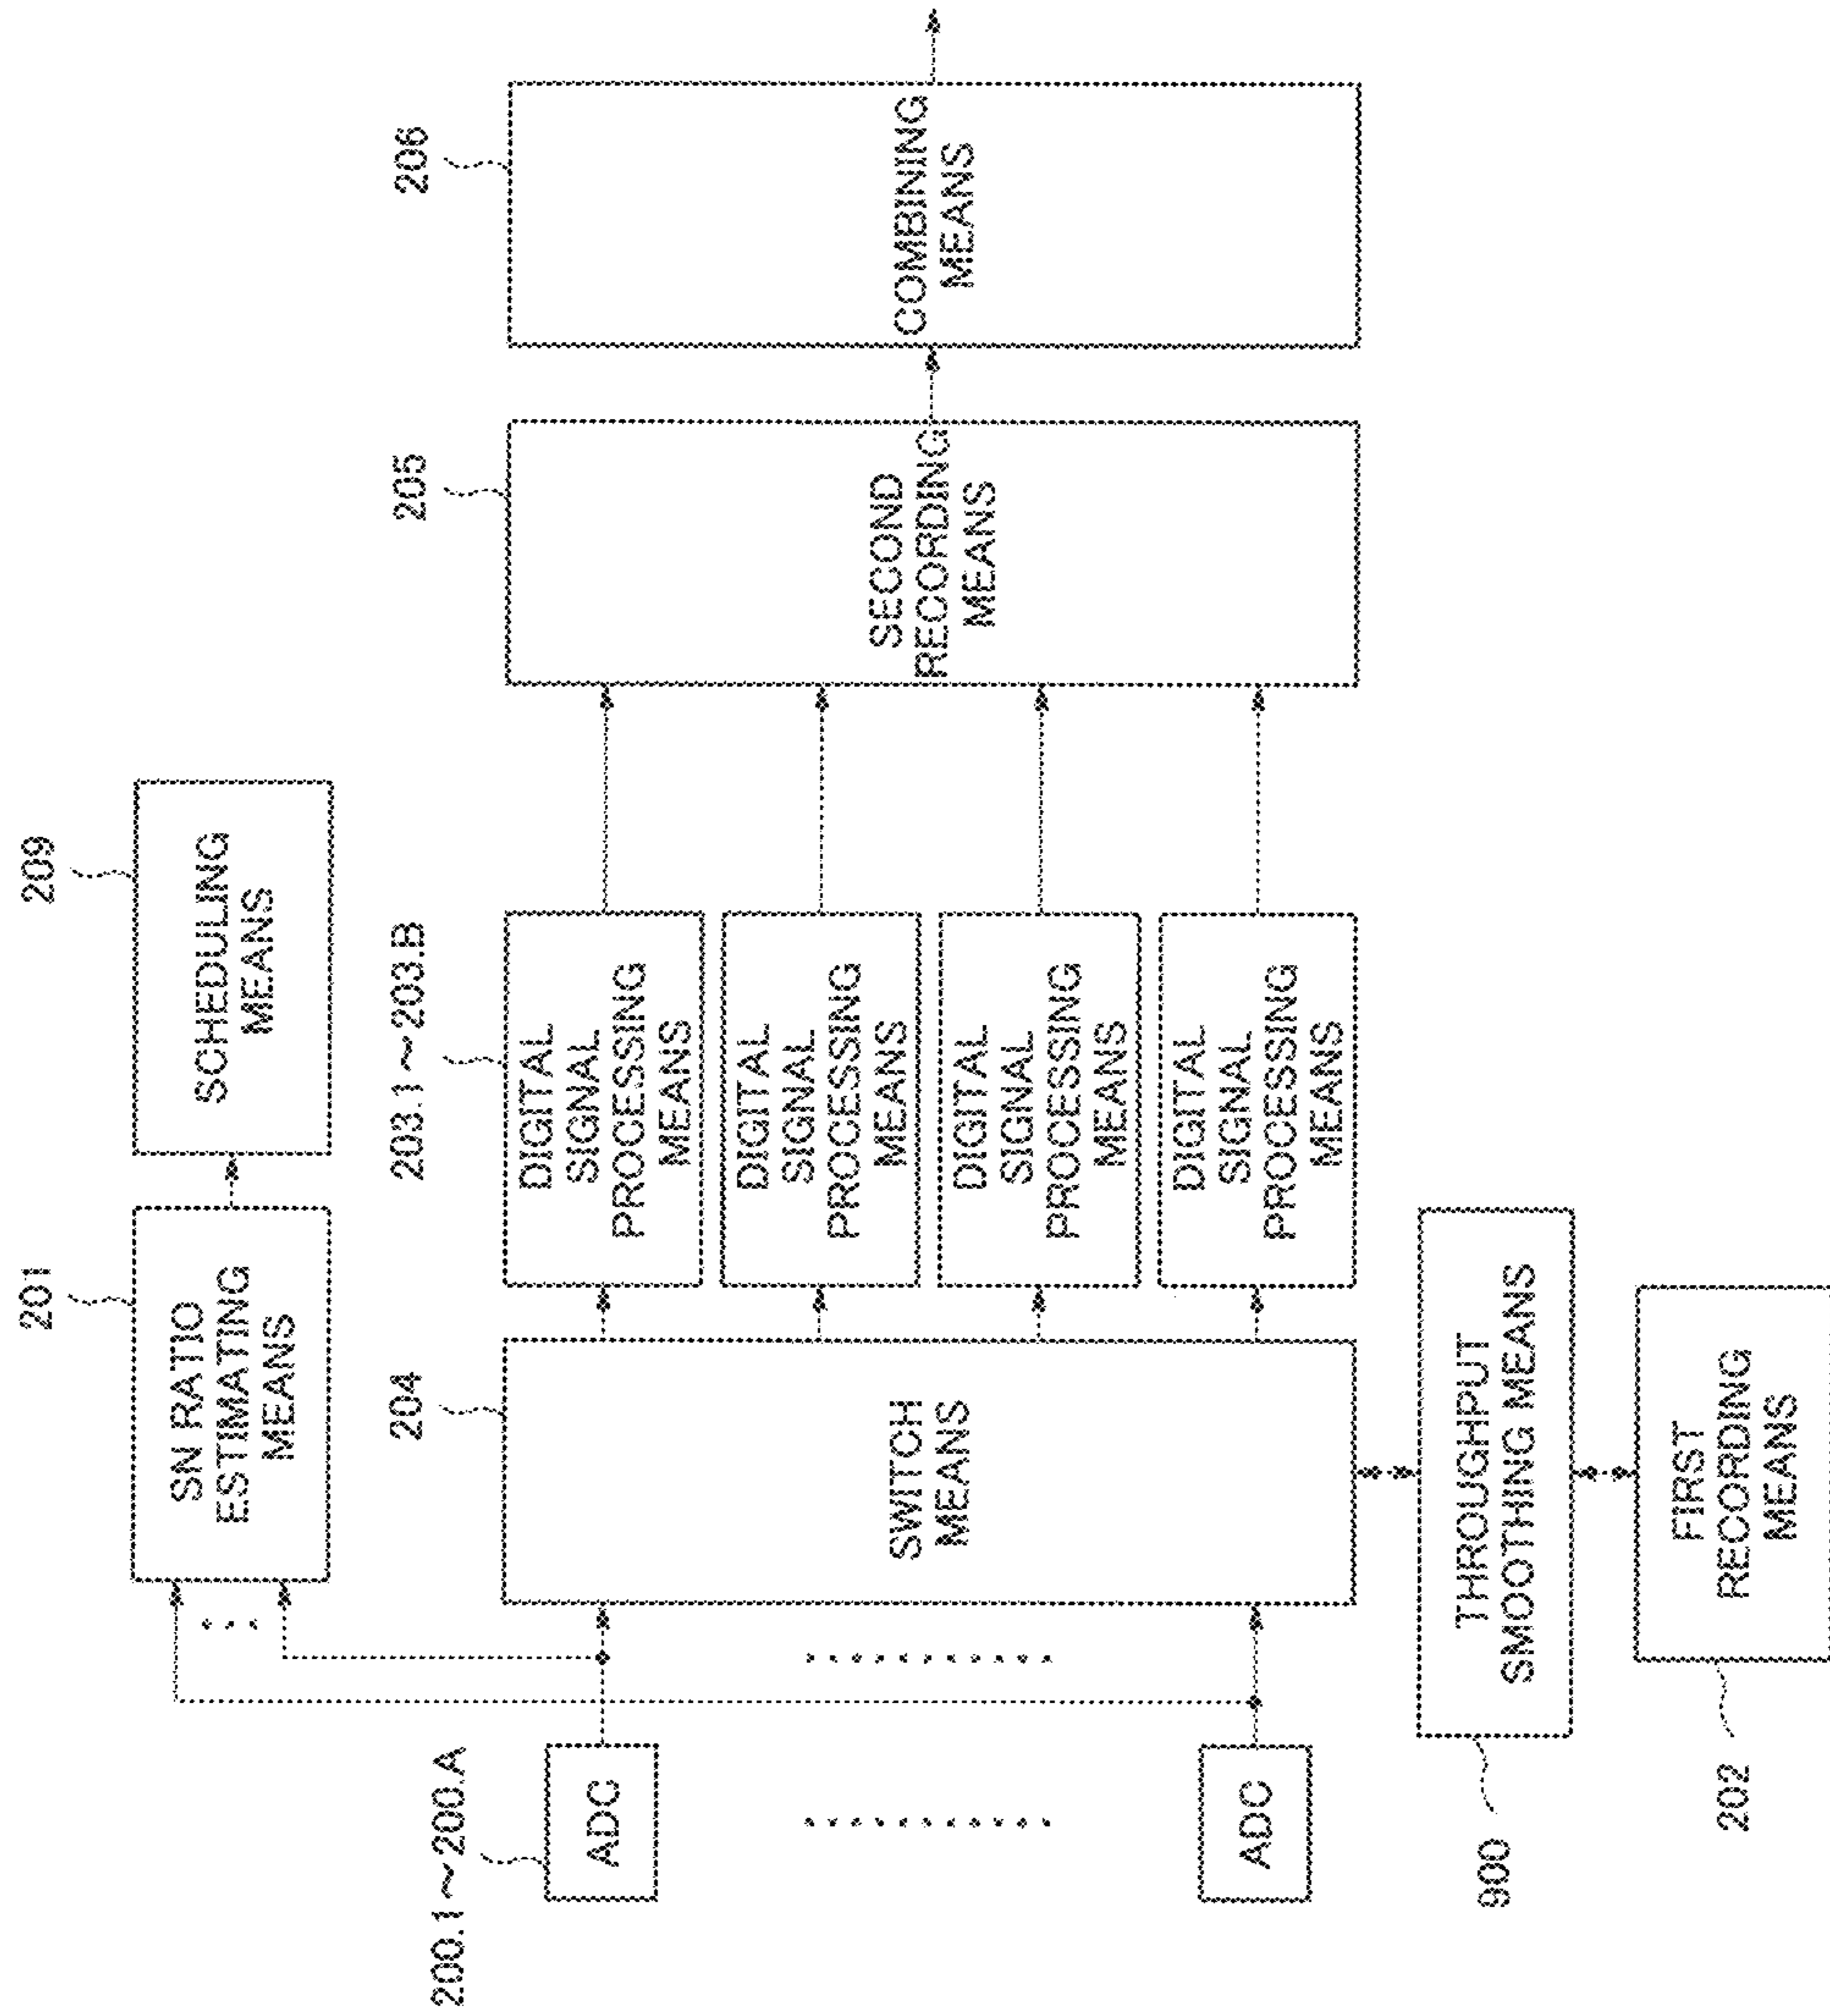 209
SCHEDULING
MEANS
201
SN RATIO
ESTIMATING
MEANS
200.1~200.A
ADC
ADC
204
SWITCH
MEANS
203.1~203.B
DIGITAL
SIGNAL
PROCESSING
MEANS
DIGITAL
SIGNAL
PROCESSING
MEANS
DIGITAL
SIGNAL
PROCESSING
MEANS
DIGITAL
SIGNAL
PROCESSING
MEANS
205
SECOND
RECORDING
MEANS
206
COMBINING
MEANS
THROUGHPUT
SMOOTHING MEANS
900
FIRST
RECORDING
MEANS
202